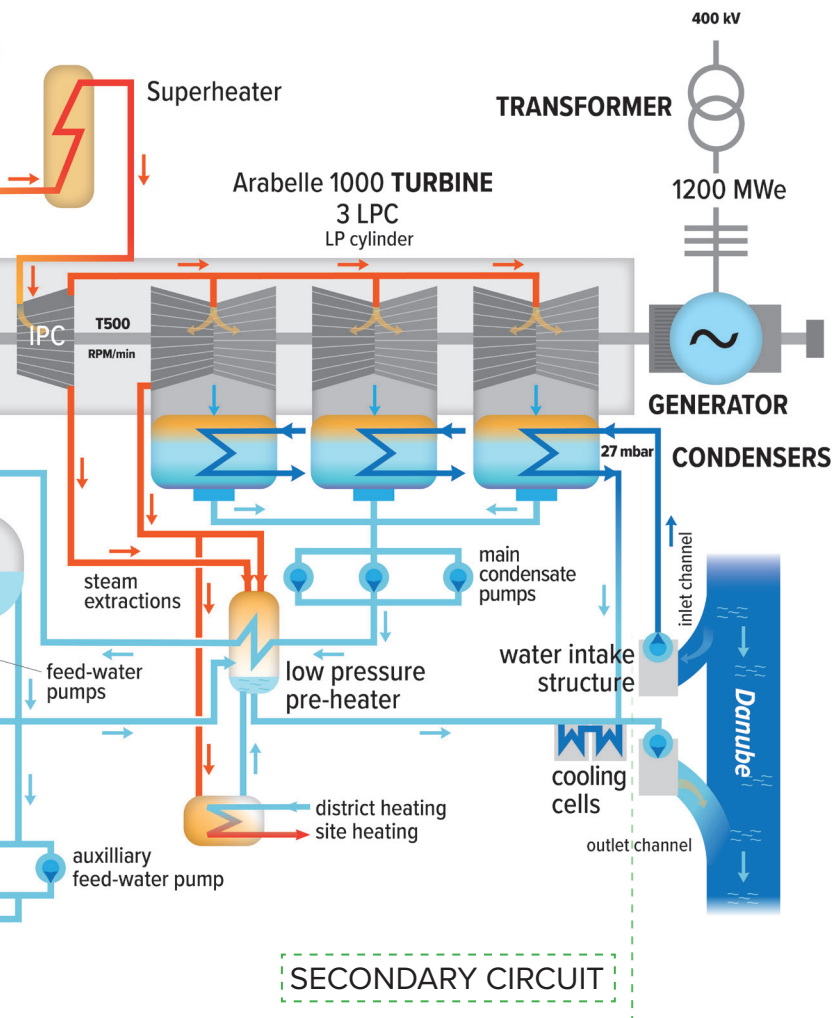 400 kV
Superheater
TRANSFORMER
1200 MWe
Arabelle 1000 TURBINE
3 LPC
LP cylinder
IPC
T500
RPM/min
GENERATOR
27 mbar
CONDENSERS
steam
extractions
main
condensate
pumps
inlet channel
feed-water
pumps
low pressure
pre-heater
water intake
structure
Danube
cooling
cells
district heating
site heating
outlet channel
auxilliary
feed-water pump
SECONDARY CIRCUIT